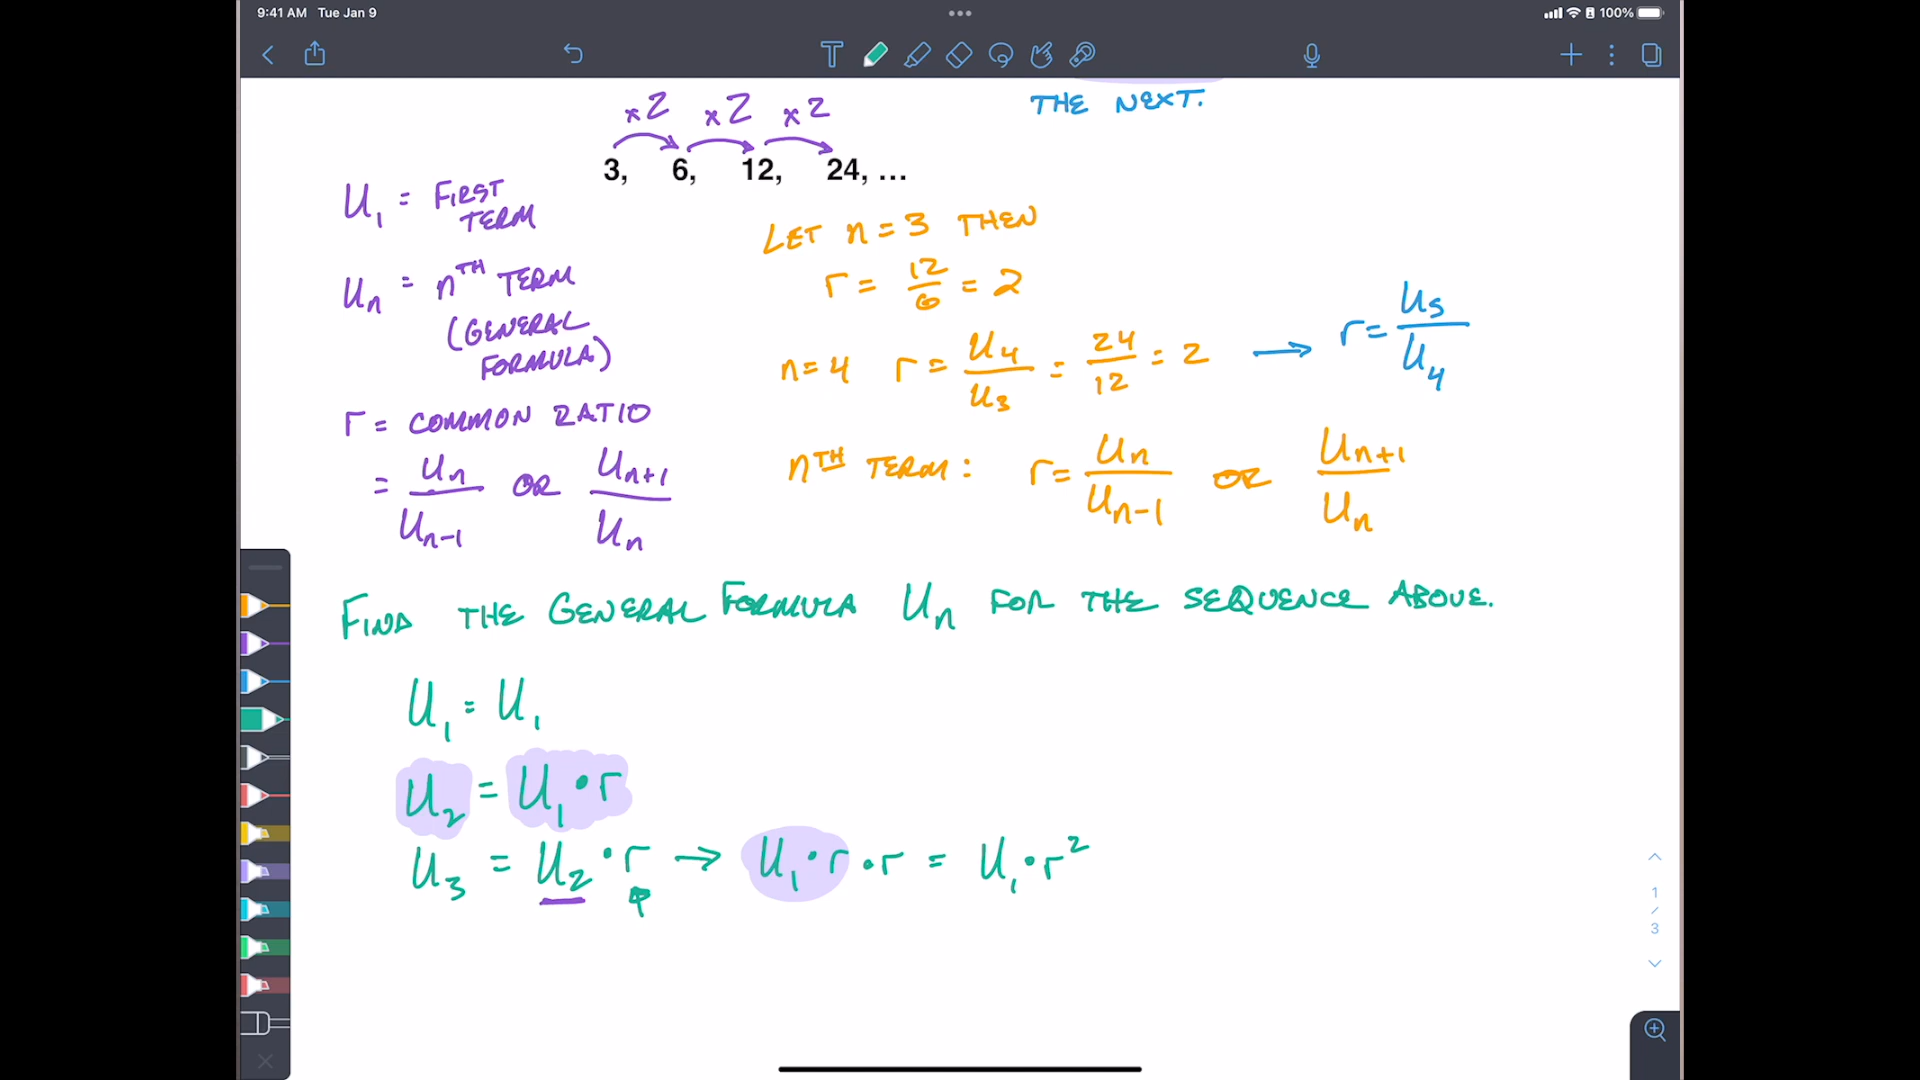 9:41 AM Tue Jan 9
100%
THE NEXT.
×2 ×2 ×2
3, 6, 12, 24, ...
U₁ = FIRST TERM
Uₙ = nᵀᴴ TERM
(GENERAL FORMULA)
r = COMMON RATIO
= Uₙ/Uₙ₋₁ OR Uₙ₊₁/Uₙ
LET n = 3 THEN
r = 12/6 = 2
n = 4 r = U₄/U₃ = 24/12 = 2 → r = U₅/U₄
nᵀᴴ TERM: r = Uₙ/Uₙ₋₁ OR Uₙ₊₁/Uₙ
FIND THE GENERAL FORMULA Uₙ FOR THE SEQUENCE ABOVE.
U₁ = U₁
U₂ = U₁ • r
U₃ = U₂ • r → U₁ • r • r = U₁ • r²
1
/
3